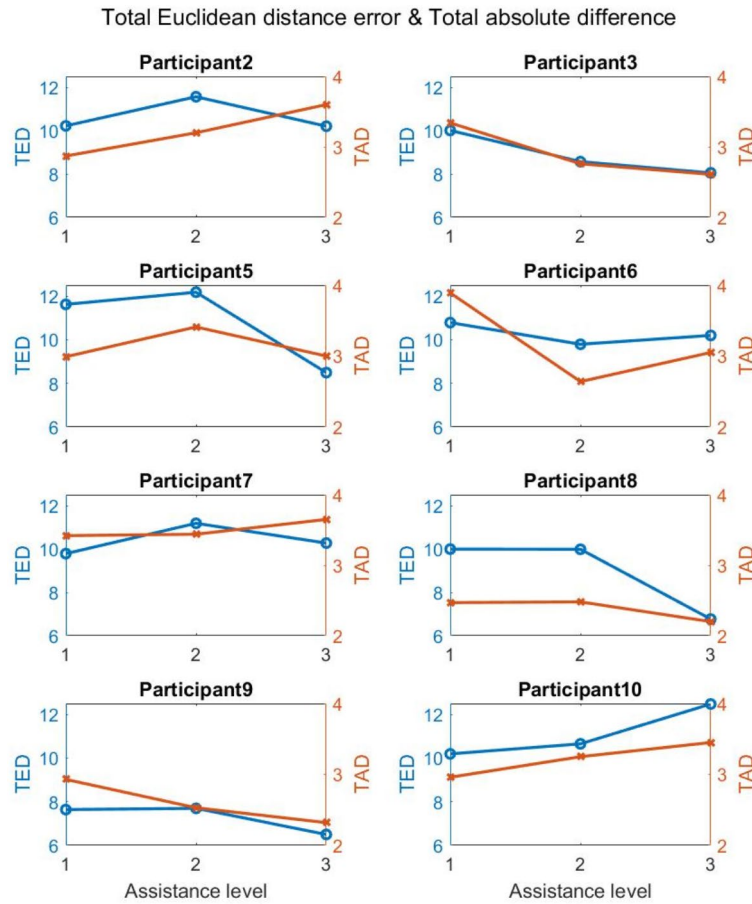 Total Euclidean distance error & Total absolute difference
Participant2
Participant3
12
10
8
6
TED
4
3
2
TAD
1 2 3
12
10
8
6
TED
4
3
2
TAD
1 2 3
Participant5
Participant6
12
10
8
6
TED
4
3
2
TAD
1 2 3
12
10
8
6
TED
4
3
2
TAD
1 2 3
Participant7
Participant8
12
10
8
6
TED
4
3
2
TAD
1 2 3
12
10
8
6
TED
4
3
2
TAD
1 2 3
Participant9
Participant10
12
10
8
6
TED
4
3
2
TAD
1 2 3
Assistance level
12
10
8
6
TED
4
3
2
TAD
1 2 3
Assistance level